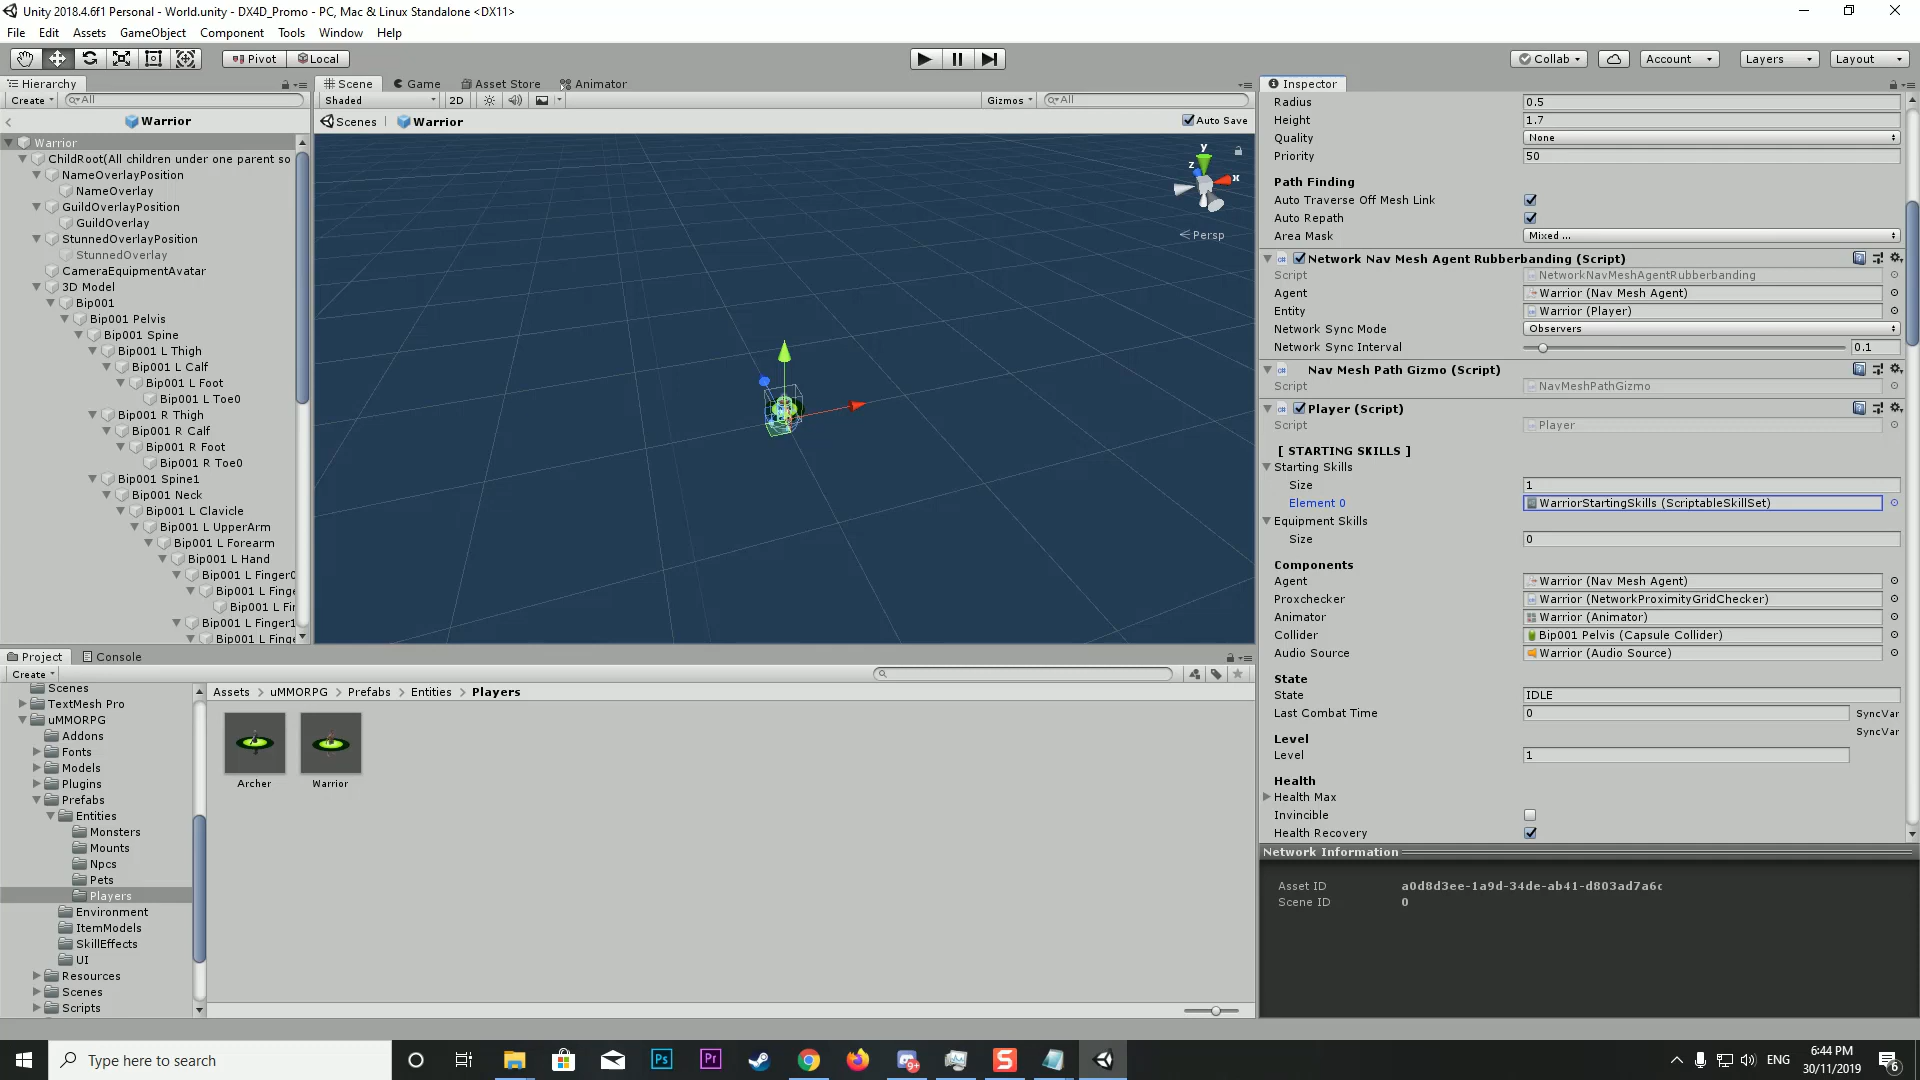 Unity 2018.4.6f1 Personal - World.unity - DX4D_Promo - PC, Mac & Linux Standalone <DX11>
File Edit Assets GameObject Component Tools Window Help
Pivot Local Collab Account Layers Layout
Hierarchy
Create All
Warrior
Warrior
ChildRoot(All children under one parent so
NameOverlayPosition
NameOverlay
GuildOverlayPosition
GuildOverlay
StunnedOverlayPosition
StunnedOverlay
CameraEquipmentAvatar
3D Model
Bip001
Bip001 Pelvis
Bip001 Spine
Bip001 L Thigh
Bip001 L Calf
Bip001 L Foot
Bip001 L Toe0
Bip001 R Thigh
Bip001 R Calf
Bip001 R Foot
Bip001 R Toe0
Bip001 Spine1
Bip001 Neck
Bip001 L Clavicle
Bip001 L UpperArm
Bip001 L Forearm
Bip001 L Hand
Bip001 L Finger0
Bip001 L Finge
Bip001 L Fi
Bip001 L Finger1
Bip001 L Finge
Scene Game Asset Store Animator
Shaded 2D Gizmos All
Scenes Warrior Auto Save
y
z
x
Persp
Project Console
Create
Scenes
TextMesh Pro
uMMORPG
Addons
Fonts
Models
Plugins
Prefabs
Entities
Monsters
Mounts
Npcs
Pets
Players
Environment
ItemModels
SkillEffects
UI
Resources
Scenes
Scripts
Assets > uMMORPG > Prefabs > Entities > Players
Archer Warrior
Inspector
Radius 0.5
Height 1.7
Quality None
Priority 50
Path Finding
Auto Traverse Off Mesh Link
Auto Repath
Area Mask Mixed ...
Network Nav Mesh Agent Rubberbanding (Script)
Script NetworkNavMeshAgentRubberbanding
Agent Warrior (Nav Mesh Agent)
Entity Warrior (Player)
Network Sync Mode Observers
Network Sync Interval 0.1
Nav Mesh Path Gizmo (Script)
Script NavMeshPathGizmo
Player (Script)
Script Player
[ STARTING SKILLS ]
Starting Skills
Size 1
Element 0 WarriorStartingSkills (ScriptableSkillSet)
Equipment Skills
Size 0
Components
Agent Warrior (Nav Mesh Agent)
Proxchecker Warrior (NetworkProximityGridChecker)
Animator Warrior (Animator)
Collider Bip001 Pelvis (Capsule Collider)
Audio Source Warrior (Audio Source)
State
State IDLE
Last Combat Time 0 SyncVar
SyncVar
Level
Level 1
Health
Health Max
Invincible
Health Recovery
Network Information
Asset ID a0d8d3ee-1a9d-34de-ab41-d803ad7a6c
Scene ID 0
Type here to search
Ps Pr 9+ S
ENG
6:44 PM
30/11/2019
6